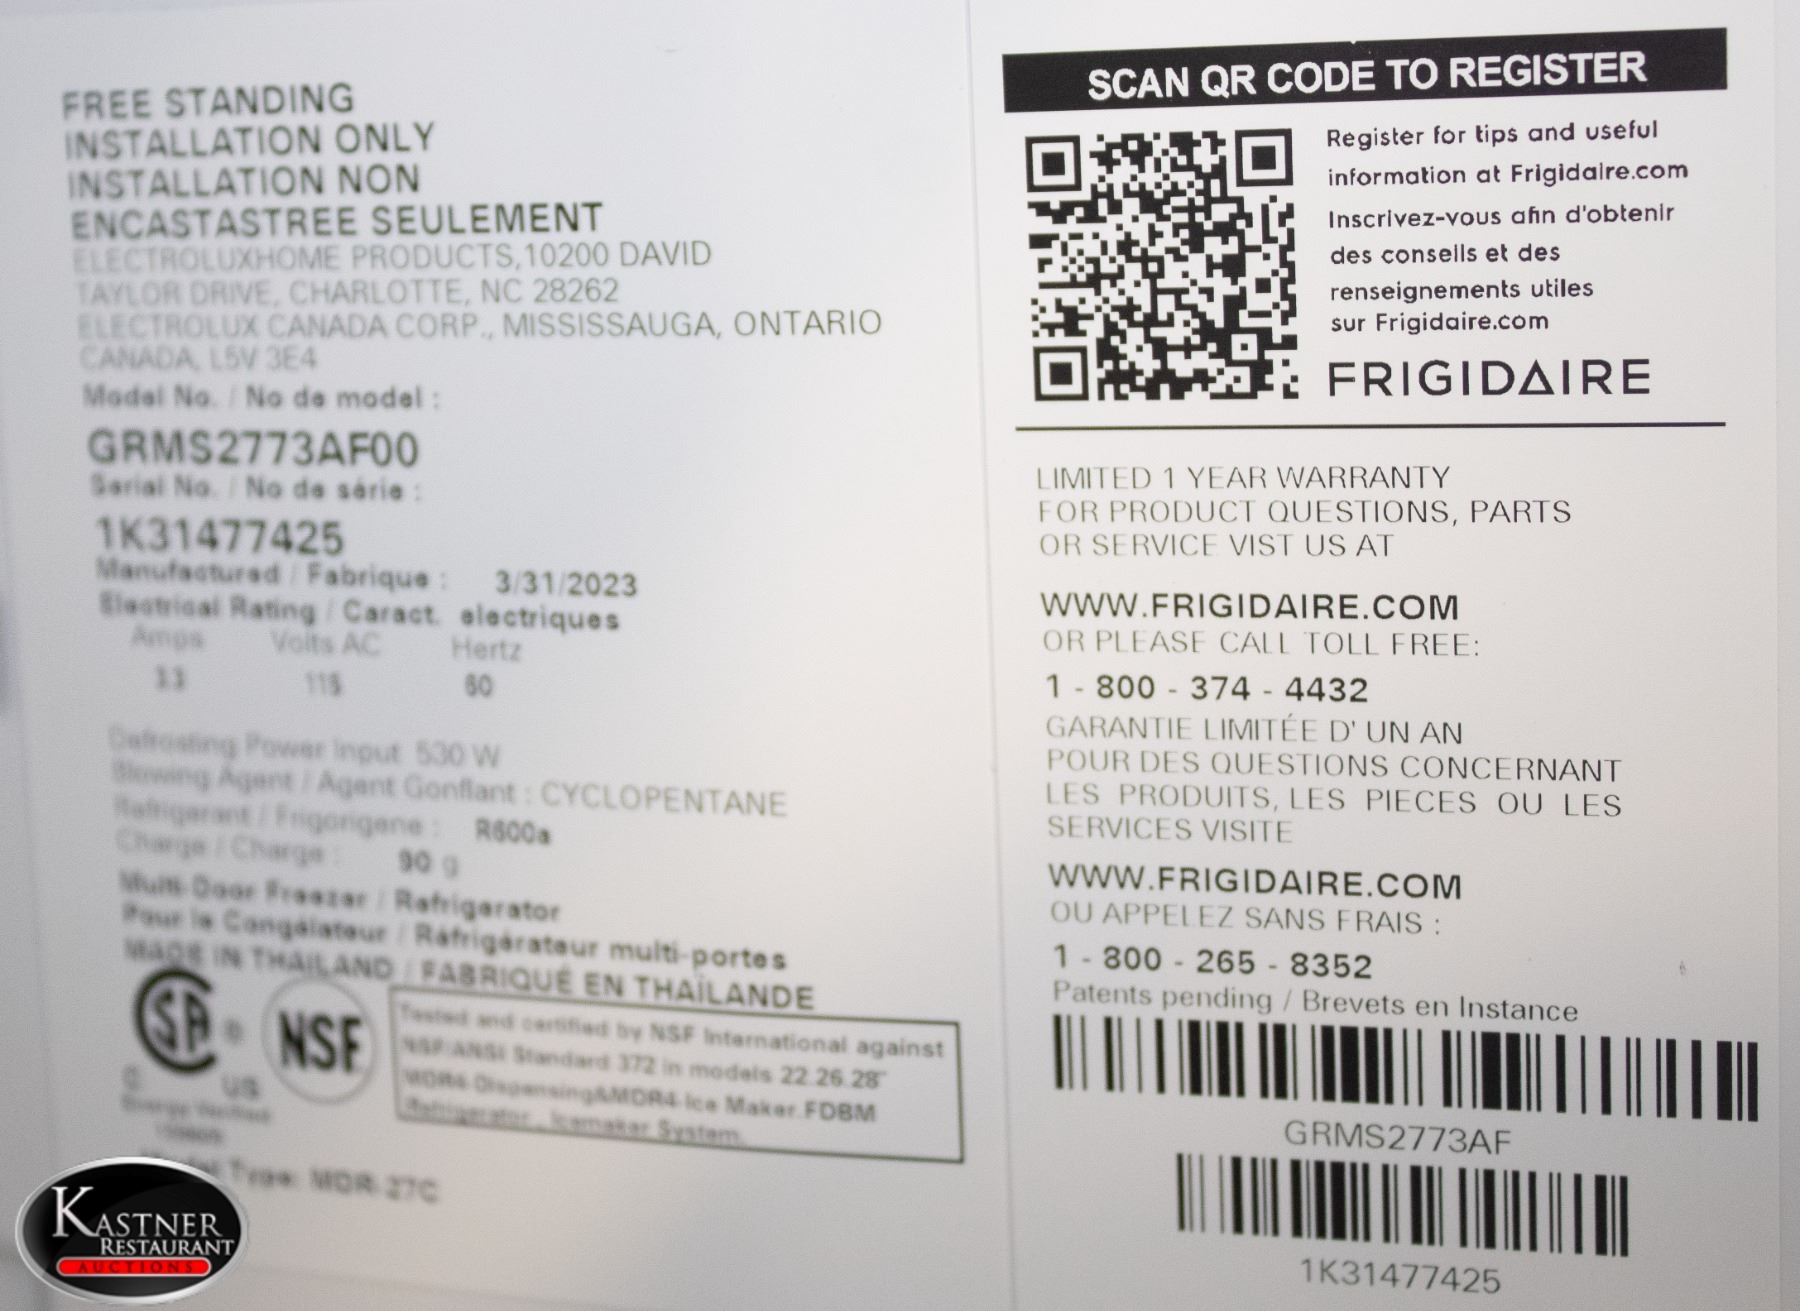 FREE STANDING
INSTALLATION ONLY
INSTALLATION NON
ENCASTASTREE SEULEMENT
ELECTROLUXHOME PRODUCTS,10200 DAVID
TAYLOR DRIVE, CHARLOTTE, NC 28262
ELECTROLUX CANADA CORP., MISSISSAUGA, ONTARIO
CANADA, L5V 3E4
Model No. / No de model :
GRMS2773AF00
Serial No. / No de série :
1K31477425
Manufactured / Fabrique : 3/31/2023
Electrical Rating / Caract. electriques
Amps Volts AC Hertz
115 60
Defrosting Power Input 530 W
Blowing Agent / Agent Gonflant : CYCLOPENTANE
Refrigerant / Frigorigene : R600a
Charge / Charge : 90 g
Multi-Door Freezer / Refrigerator
Pour le Congélateur / Réfrigérateur multi-portes
MADE IN THAILAND / FABRIQUÉ EN THAÏLANDE
SA
C US
Energy Verified
NSF
Tested and certified by NSF International against
NSF/ANSI Standard 372 in models 22.26.28"
MDR4-Dispensing&MDR4-Ice Maker.FDBM
Refrigerator . Icemaker System.
Type: MDR-27C
KASTNER
RESTAURANT
AUCTIONS
SCAN QR CODE TO REGISTER
Register for tips and useful
information at Frigidaire.com
Inscrivez-vous afin d'obtenir
des conseils et des
renseignements utiles
sur Frigidaire.com
FRIGIDAIRE
LIMITED 1 YEAR WARRANTY
FOR PRODUCT QUESTIONS, PARTS
OR SERVICE VIST US AT
WWW.FRIGIDAIRE.COM
OR PLEASE CALL TOLL FREE:
1 - 800 - 374 - 4432
GARANTIE LIMITÉE D' UN AN
POUR DES QUESTIONS CONCERNANT
LES PRODUITS, LES PIECES OU LES
SERVICES VISITE
WWW.FRIGIDAIRE.COM
OU APPELEZ SANS FRAIS :
1 - 800 - 265 - 8352
Patents pending / Brevets en Instance
GRMS2773AF
1K31477425